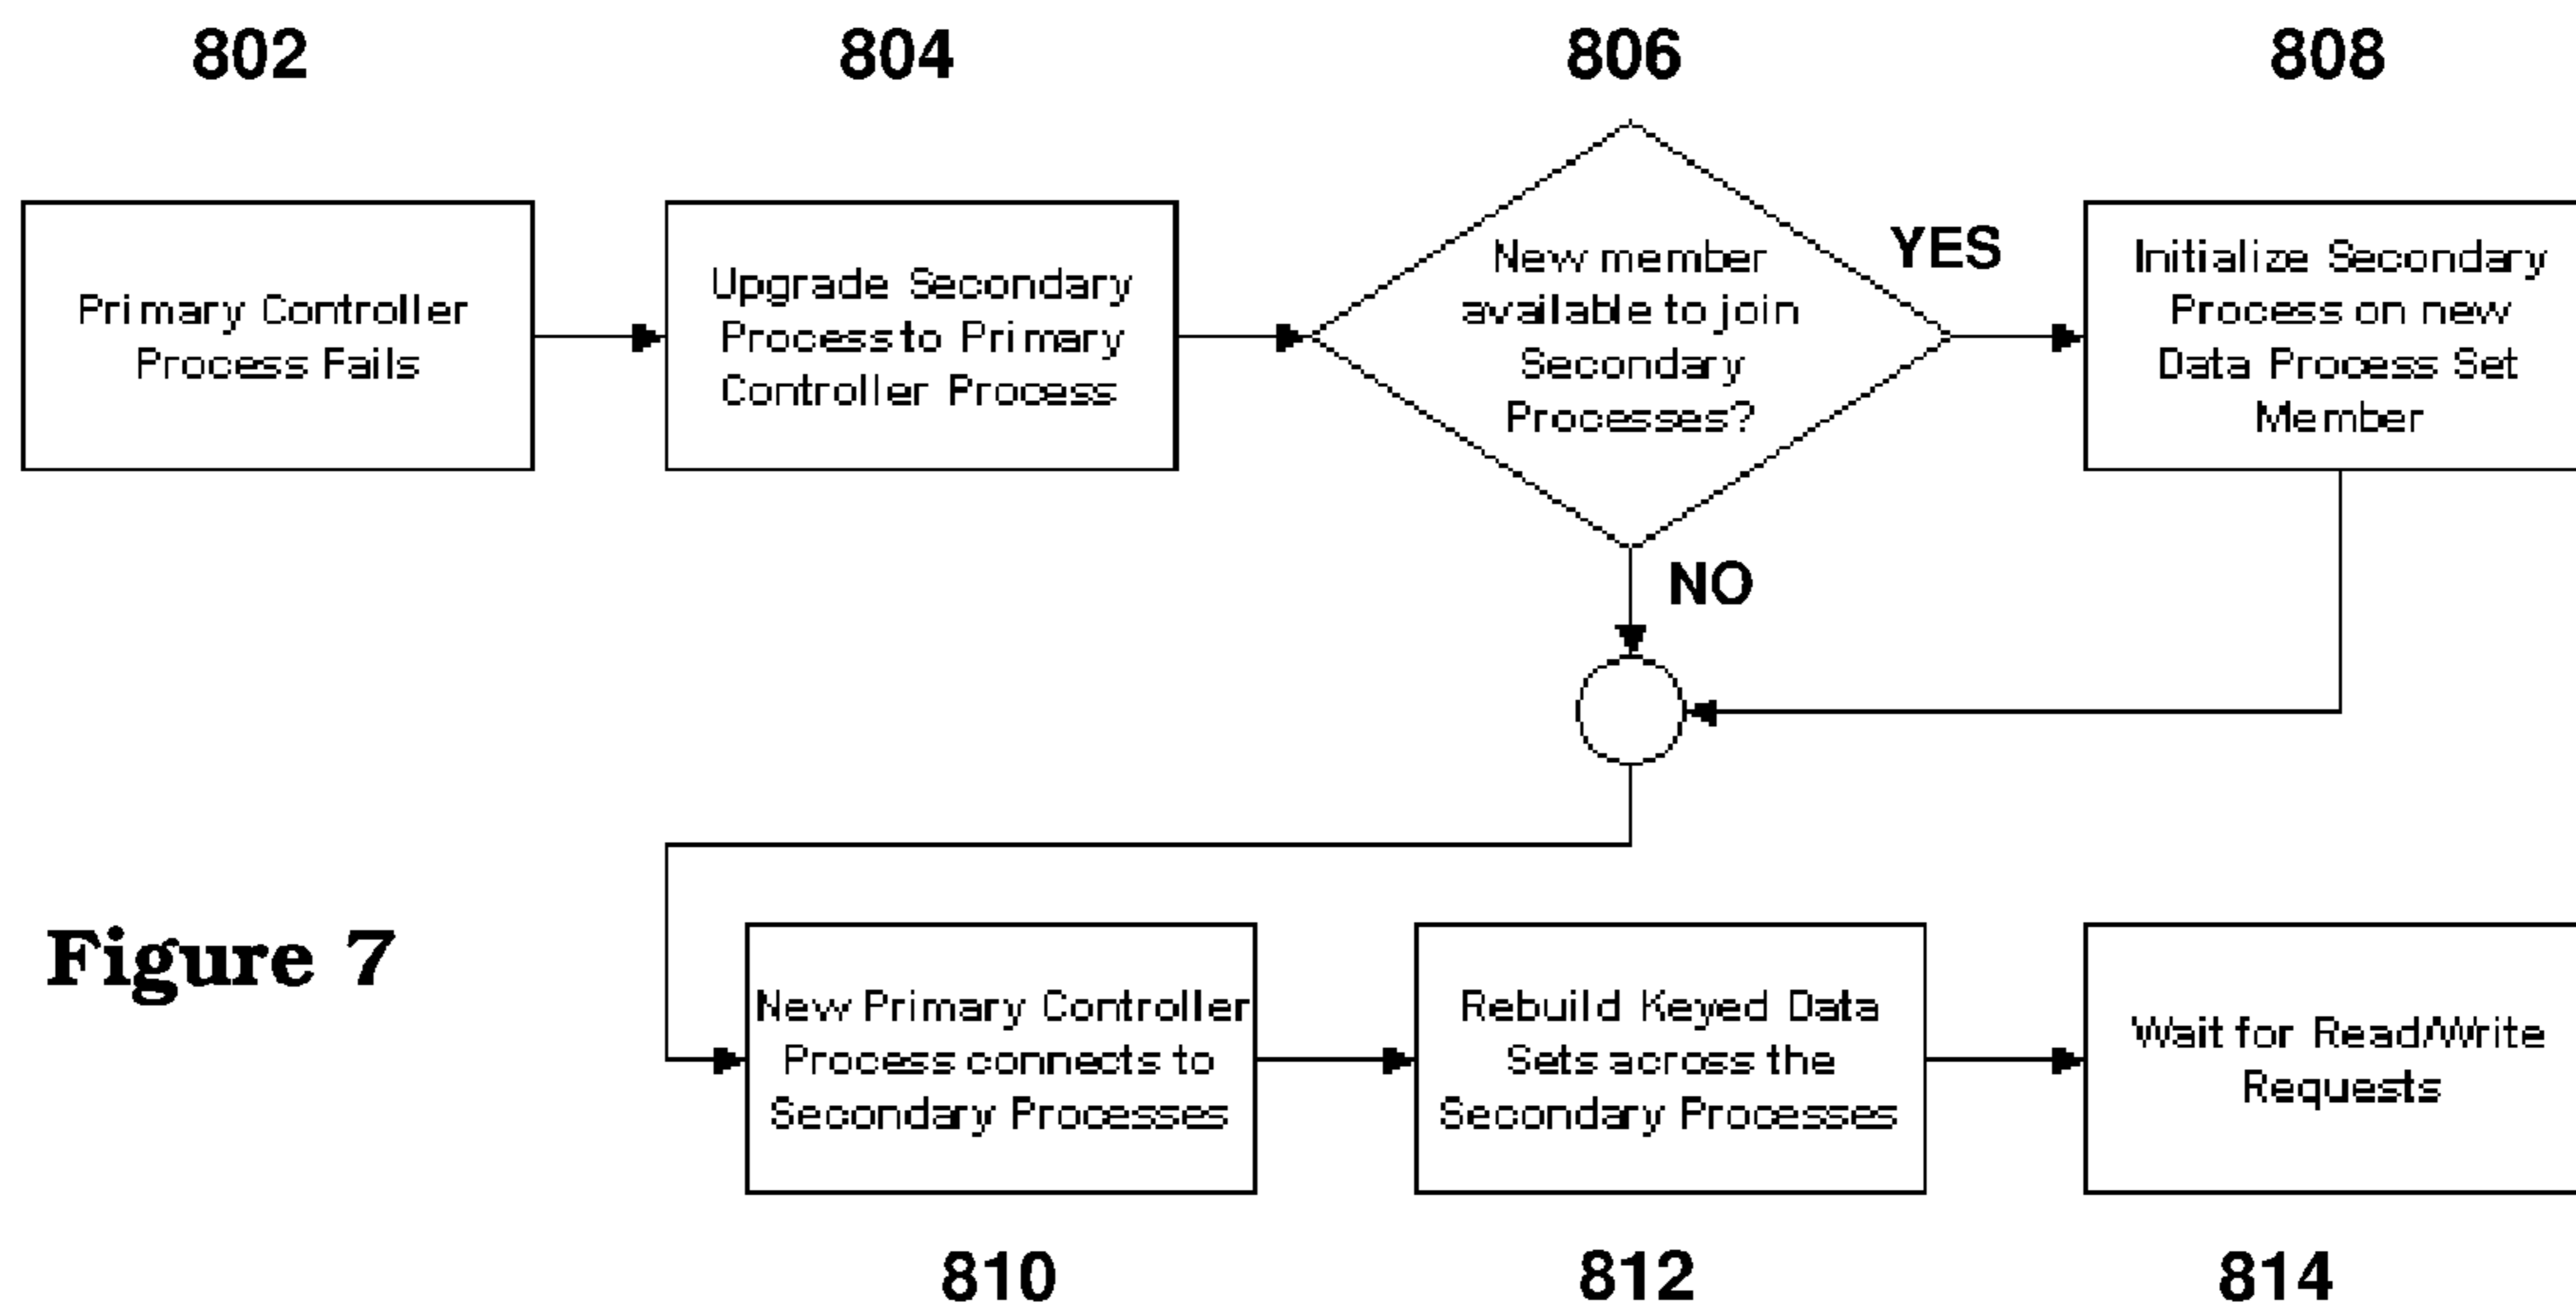 802
804
806
808
Primary Controller
Process Fails
Upgrade Secondary
Process to Primary
Controller Process
New member
available to join
Secondary
Processes?
YES
Initialize Secondary
Process on new
Data Process Set
Member
NO
Figure 7
New Primary Controller
Process connects to
Secondary Processes
Rebuild Keyed Data
Sets across the
Secondary Processes
Wait for Read/Write
Requests
810
812
814